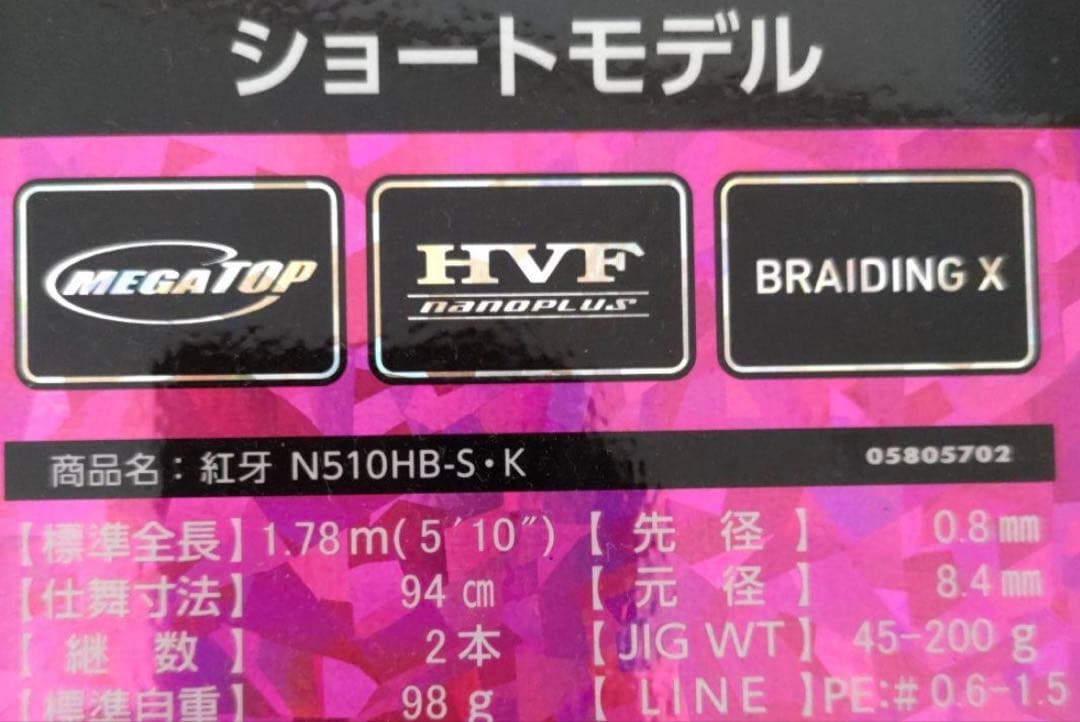 ショートモデル
MEGATOP
HVF
nanoplus
BRAIDING X
商品名：紅牙 N510HB-S・K 05805702
【標準全長】1.78m(5′10″) 【先径】 0.8mm
【仕舞寸法】 94cm 【元径】 8.4mm
【継数】 2本 【JIG WT】 45-200g
【標準自重】 98g 【LINE】PE:#0.6-1.5